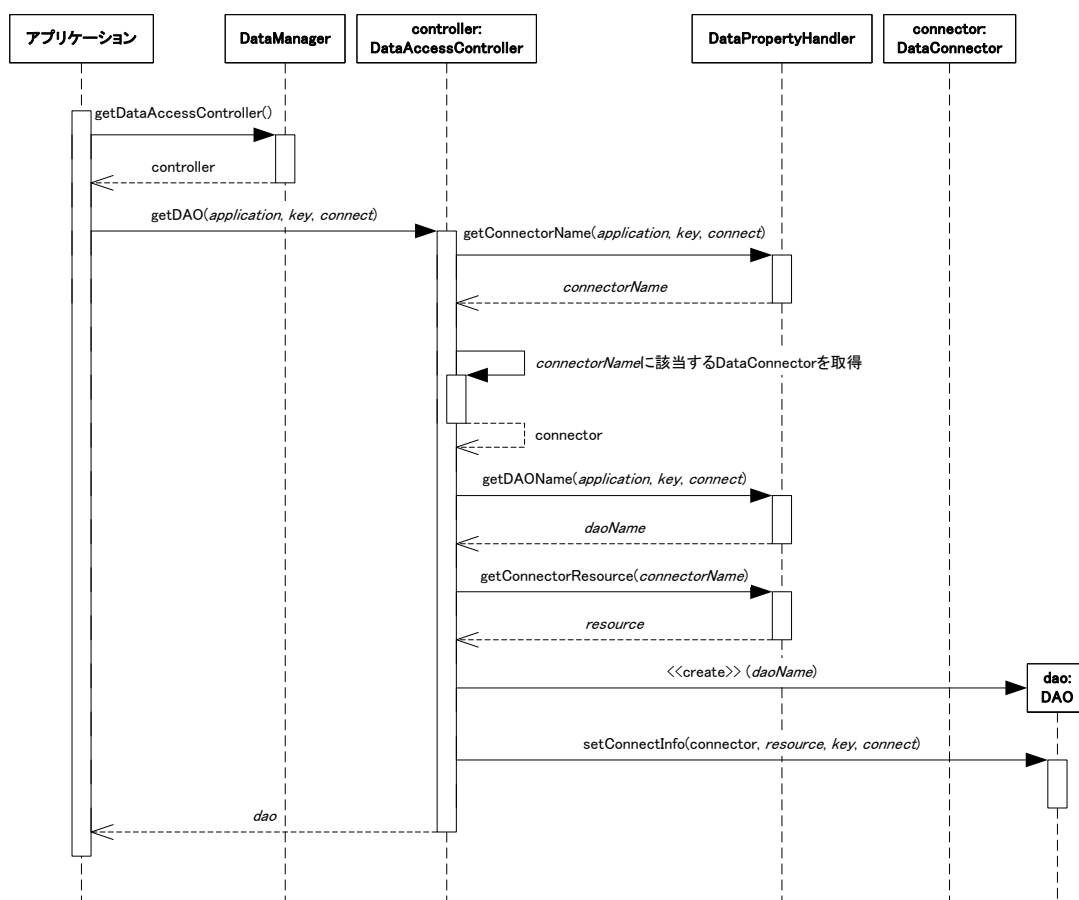 アプリケーション
DataManager
controller:
DataAccessController
DataPropertyHandler
connector:
DataConnector
getDataAccessController()
controller
getDAO(application, key, connect)
getConnectorName(application, key, connect)
connectorName
connectorNameに該当するDataConnectorを取得
connector
getDAOName(application, key, connect)
daoName
getConnectorResource(connectorName)
resource
<<create>> (daoName)
dao:
DAO
setConnectInfo(connector, resource, key, connect)
dao